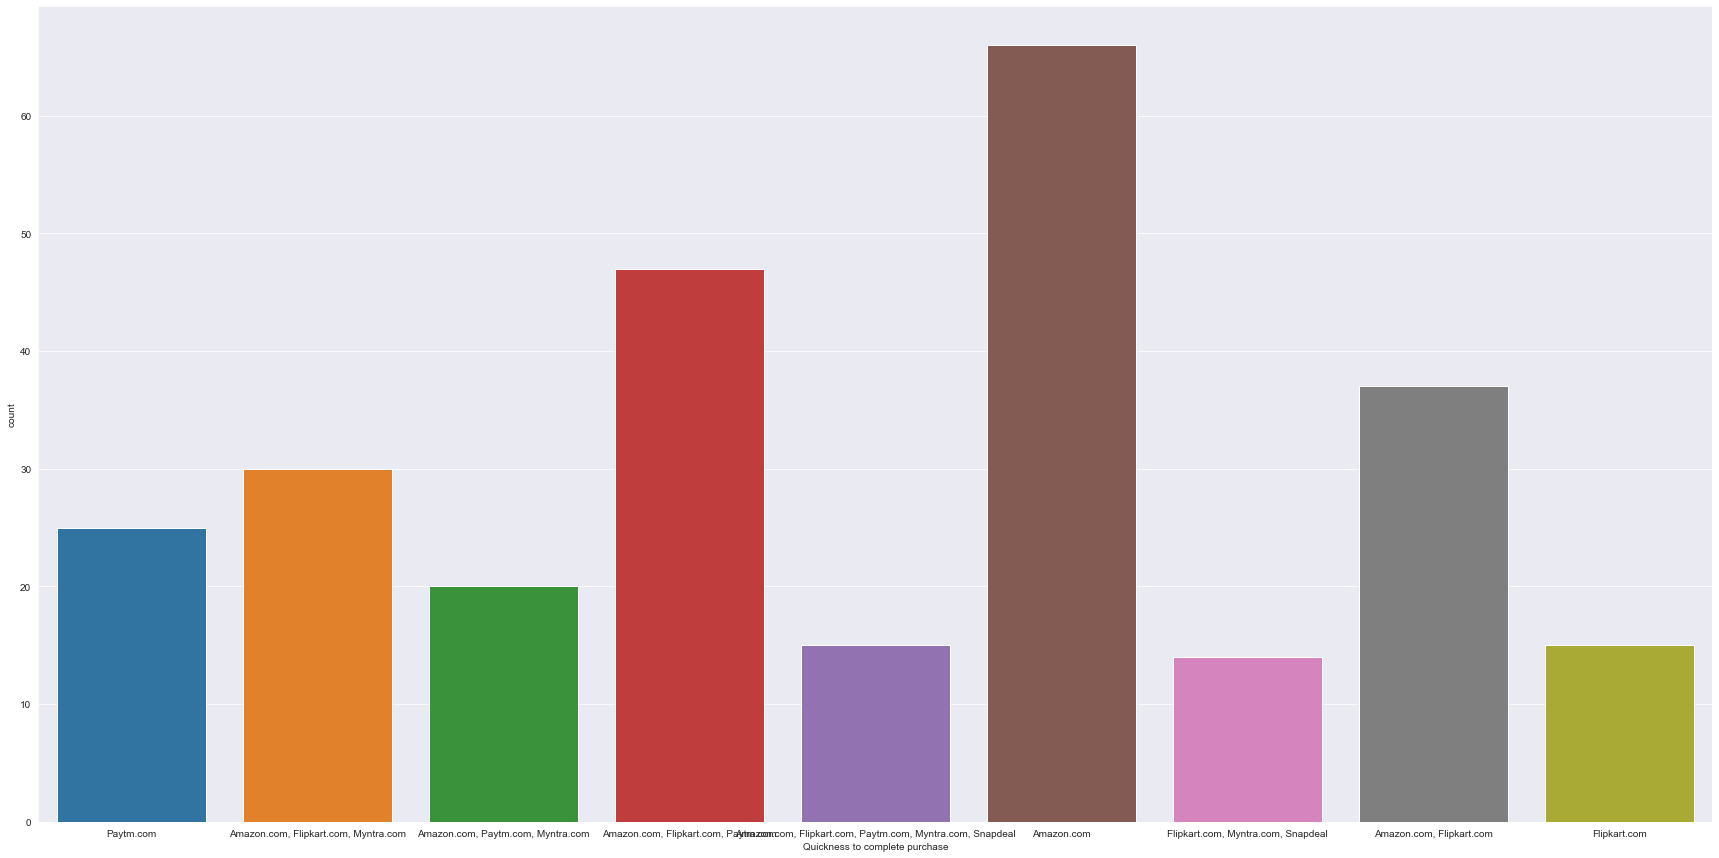 60
50
40
30
20
10
0
count
Paytm.com
Amazon.com, Flipkart.com, Myntra.com
Amazon.com, Paytm.com, Myntra.com
Amazon.com, Flipkart.com, Paytm.com
Amazon.com, Flipkart.com, Paytm.com, Myntra.com, Snapdeal
Amazon.com
Flipkart.com, Myntra.com, Snapdeal
Amazon.com, Flipkart.com
Flipkart.com
Quickness to complete purchase